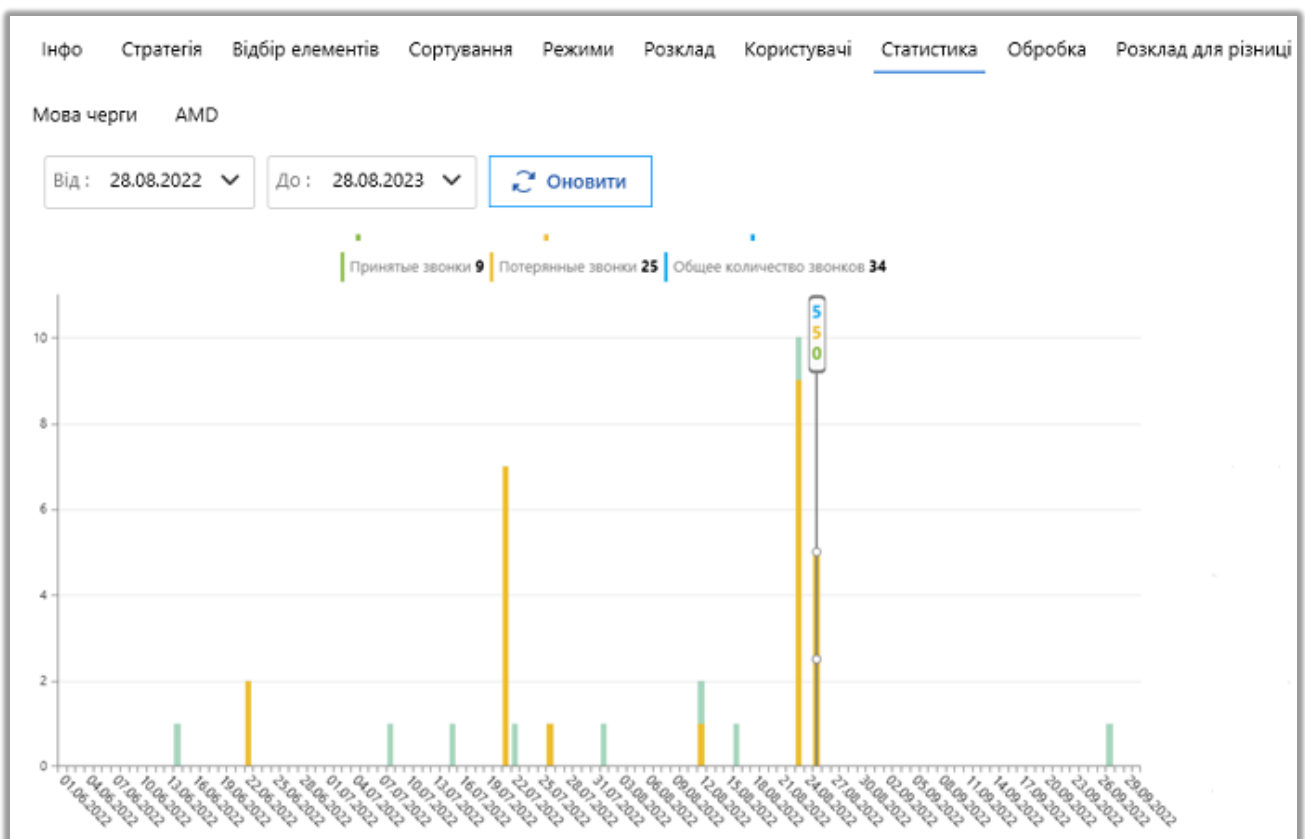 Інфо Стратегія Відбір елементів Сортування Режими Розклад Користувачі Статистика Обробка Розклад для різниці
Мова черги AMD
Від : 28.08.2022 До : 28.08.2023 Оновити
Принятые звонки 9 Потерянные звонки 25 Общее количество звонков 34
5
5
0
10
8
6
4
2
0
01.06.2022 04.06.2022 07.06.2022 10.06.2022 13.06.2022 16.06.2022 19.06.2022 22.06.2022 25.06.2022 28.06.2022 01.07.2022 04.07.2022 07.07.2022 10.07.2022 13.07.2022 16.07.2022 19.07.2022 22.07.2022 25.07.2022 28.07.2022 31.07.2022 03.08.2022 06.08.2022 09.08.2022 12.08.2022 15.08.2022 18.08.2022 21.08.2022 24.08.2022 27.08.2022 30.08.2022 02.09.2022 05.09.2022 08.09.2022 11.09.2022 14.09.2022 17.09.2022 20.09.2022 23.09.2022 26.09.2022 29.09.2022